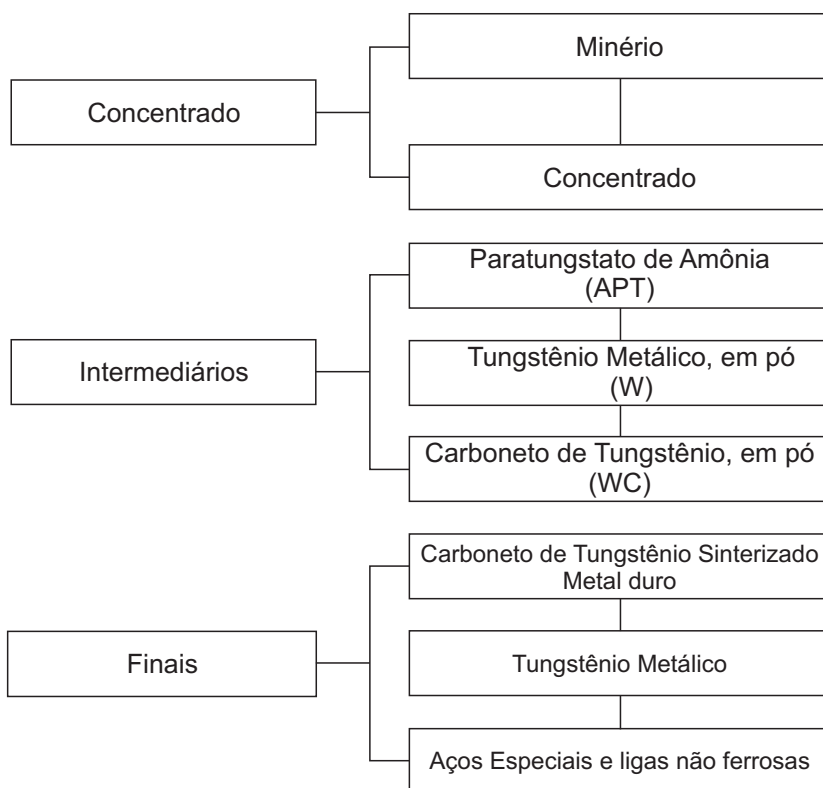 Minério
Concentrado
Concentrado
Paratungstato de Amônia
(APT)
Intermediários
Tungstênio Metálico, em pó
(W)
Carboneto de Tungstênio, em pó
(WC)
Carboneto de Tungstênio Sinterizado
Metal duro
Finais
Tungstênio Metálico
Aços Especiais e ligas não ferrosas